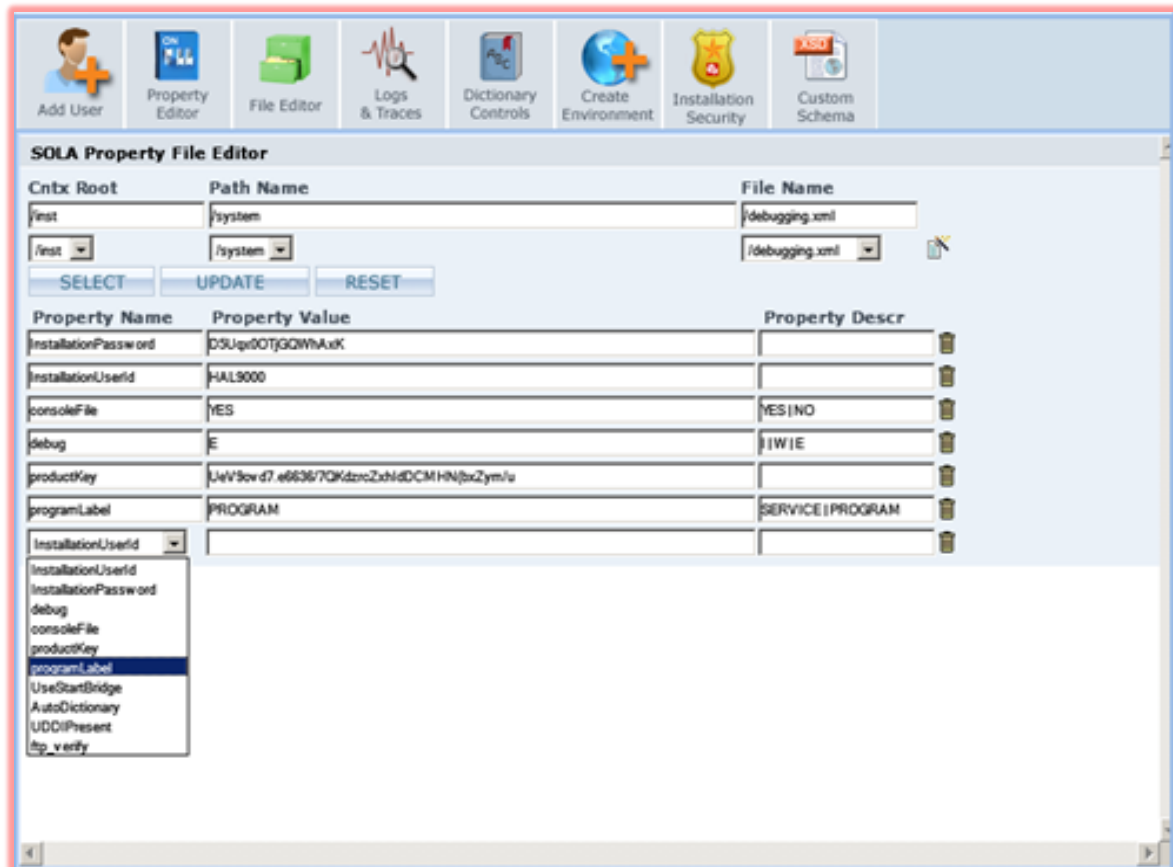 Add User
Property Editor
File Editor
Logs & Traces
Dictionary Controls
Create Environment
Installation Security
XSD
Custom Schema
SOLA Property File Editor
Cntx Root Path Name File Name
/inst /system /debugging.xml
/inst /system /debugging.xml
SELECT UPDATE RESET
Property Name Property Value Property Descr
InstallationPassword
InstallationUserId HAL9000
consoleFile YES YES|NO
debug E I|W|E
productKey
programLabel PROGRAM SERVICE|PROGRAM
InstallationUserId
InstallationUserId
InstallationPassword
debug
consoleFile
productKey
programLabel
UseStartBridge
AutoDictionary
UDDIPresent
ftp_verify